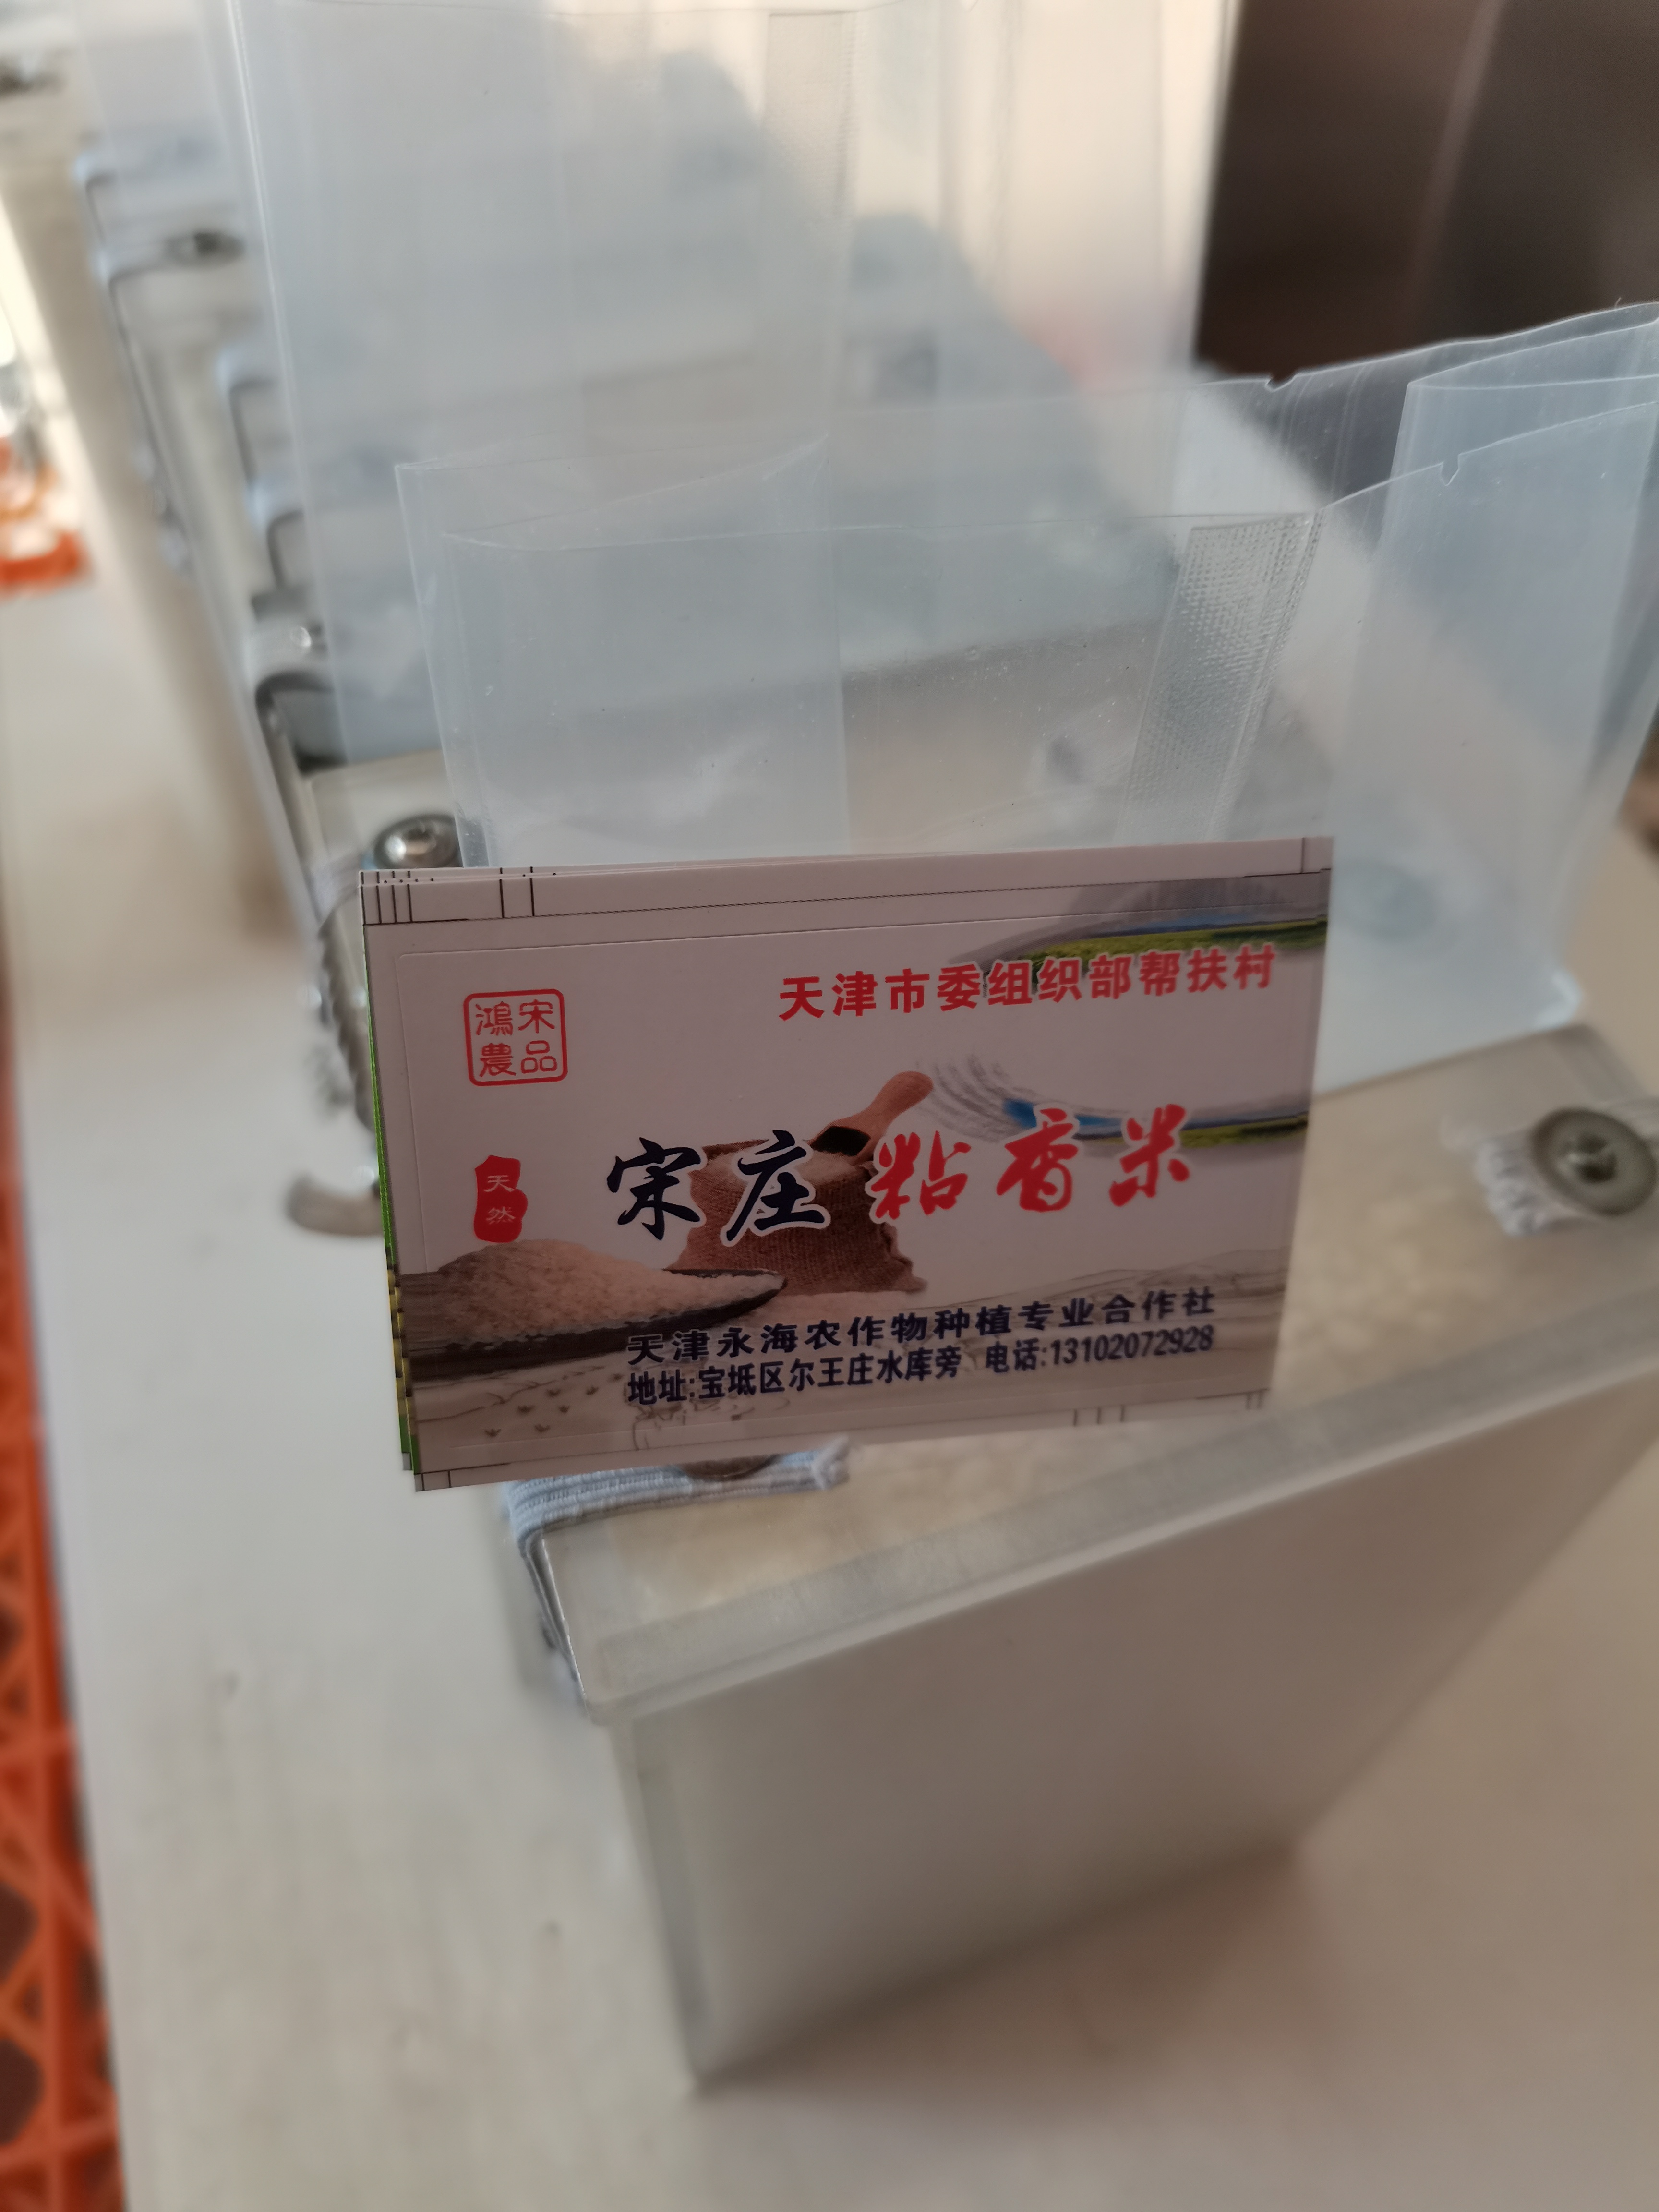 天津市委组织部帮扶村
鴻宋
農品
天然
宋庄粘香米
天津永海农作物种植专业合作社
地址:宝坻区尔王庄水库旁 电话:13102072928